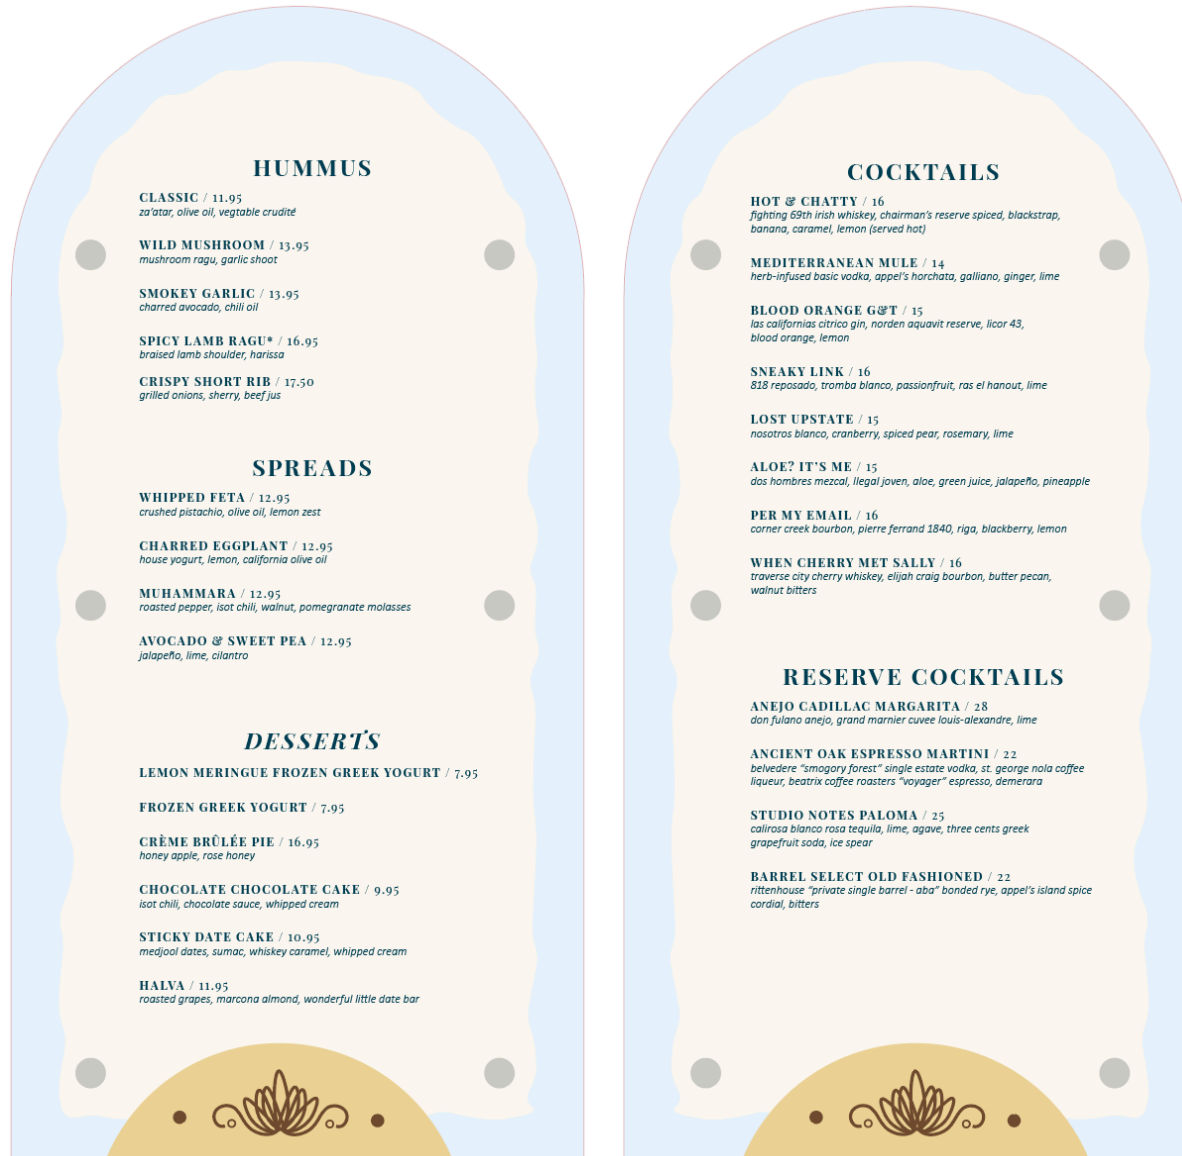 HUMMUS
CLASSIC / 11.95
za'atar, olive oil, vegtable crudité
WILD MUSHROOM / 13.95
mushroom ragu, garlic shoot
SMOKEY GARLIC / 13.95
charred avocado, chili oil
SPICY LAMB RAGU* / 16.95
braised lamb shoulder, harissa
CRISPY SHORT RIB / 17.50
grilled onions, sherry, beef jus
SPREADS
WHIPPED FETA / 12.95
crushed pistachio, olive oil, lemon zest
CHARRED EGGPLANT / 12.95
house yogurt, lemon, california olive oil
MUHAMMARA / 12.95
roasted pepper, isot chili, walnut, pomegranate molasses
AVOCADO & SWEET PEA / 12.95
jalapeño, lime, cilantro
DESSERTS
LEMON MERINGUE FROZEN GREEK YOGURT / 7.95
FROZEN GREEK YOGURT / 7.95
CRÈME BRÛLÉE PIE / 16.95
honey apple, rose honey
CHOCOLATE CHOCOLATE CAKE / 9.95
isot chili, chocolate sauce, whipped cream
STICKY DATE CAKE / 10.95
medjool dates, sumac, whiskey caramel, whipped cream
HALVA / 11.95
roasted grapes, marcona almond, wonderful little date bar
COCKTAILS
HOT & CHATTY / 16
fighting 69th irish whiskey, chairman's reserve spiced, blackstrap,
banana, caramel, lemon (served hot)
MEDITERRANEAN MULE / 14
herb-infused basic vodka, appel's horchata, galliano, ginger, lime
BLOOD ORANGE G&T / 15
las californias citrico gin, norden aquavit reserve, licor 43,
blood orange, lemon
SNEAKY LINK / 16
818 reposado, tromba blanco, passionfruit, ras el hanout, lime
LOST UPSTATE / 15
nosotros blanco, cranberry, spiced pear, rosemary, lime
ALOE? IT'S ME / 15
dos hombres mezcal, llegal joven, aloe, green juice, jalapeño, pineapple
PER MY EMAIL / 16
corner creek bourbon, pierre ferrand 1840, riga, blackberry, lemon
WHEN CHERRY MET SALLY / 16
traverse city cherry whiskey, elijah craig bourbon, butter pecan,
walnut bitters
RESERVE COCKTAILS
ANEJO CADILLAC MARGARITA / 28
don fulano anejo, grand marnier cuvee louis-alexandre, lime
ANCIENT OAK ESPRESSO MARTINI / 22
belvedere "smogory forest" single estate vodka, st. george nola coffee
liqueur, beatrix coffee roasters "voyager" espresso, demerara
STUDIO NOTES PALOMA / 25
calirosa blanco rosa tequila, lime, agave, three cents greek
grapefruit soda, ice spear
BARREL SELECT OLD FASHIONED / 22
rittenhouse "private single barrel - aba" bonded rye, appel's island spice
cordial, bitters